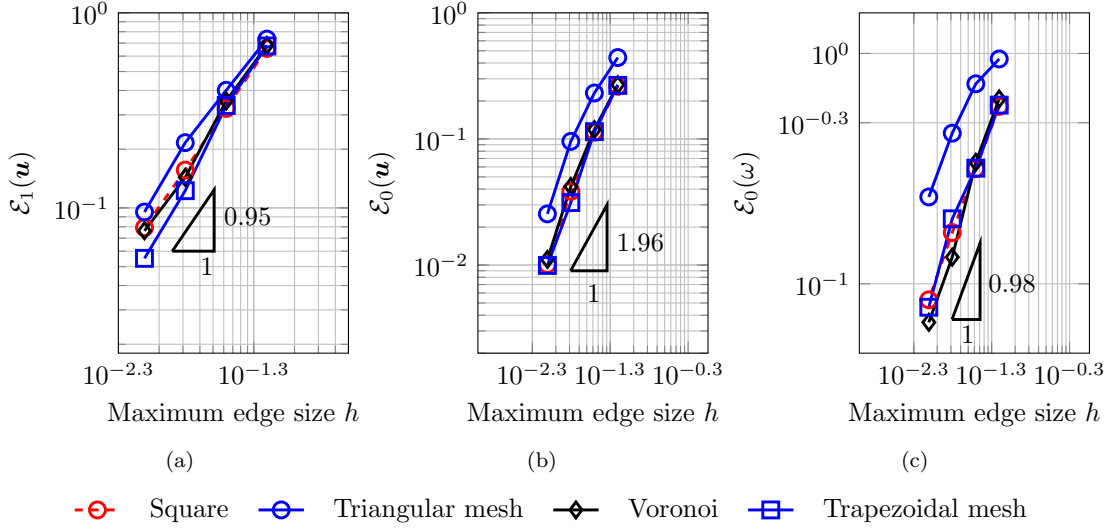 10^0
10^{-1}
ℰ_1(𝒖)
0.95
1
10^{-2.3} 10^{-1.3}
Maximum edge size h
(a)
10^0
10^{-1}
10^{-2}
ℰ_0(𝒖)
1.96
1
10^{-2.3} 10^{-1.3} 10^{-0.3}
Maximum edge size h
(b)
10^0
10^{-0.3}
10^{-1}
ℰ_0(ω)
0.98
1
10^{-2.3} 10^{-1.3} 10^{-0.3}
Maximum edge size h
(c)
Square Triangular mesh Voronoi Trapezoidal mesh